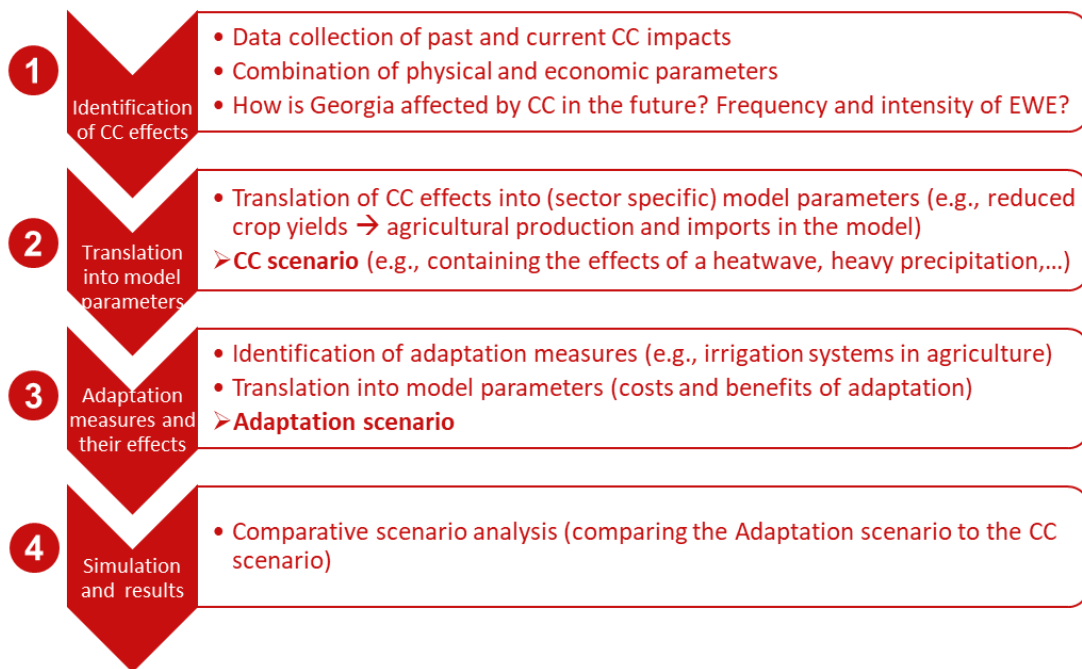 1
Identification
of CC effects
• Data collection of past and current CC impacts
• Combination of physical and economic parameters
• How is Georgia affected by CC in the future? Frequency and intensity of EWE?
2
Translation
into model
parameters
• Translation of CC effects into (sector specific) model parameters (e.g., reduced
crop yields → agricultural production and imports in the model)
➢CC scenario (e.g., containing the effects of a heatwave, heavy precipitation,…)
3
Adaptation
measures and
their effects
• Identification of adaptation measures (e.g., irrigation systems in agriculture)
• Translation into model parameters (costs and benefits of adaptation)
➢Adaptation scenario
4
Simulation
and results
• Comparative scenario analysis (comparing the Adaptation scenario to the CC
scenario)